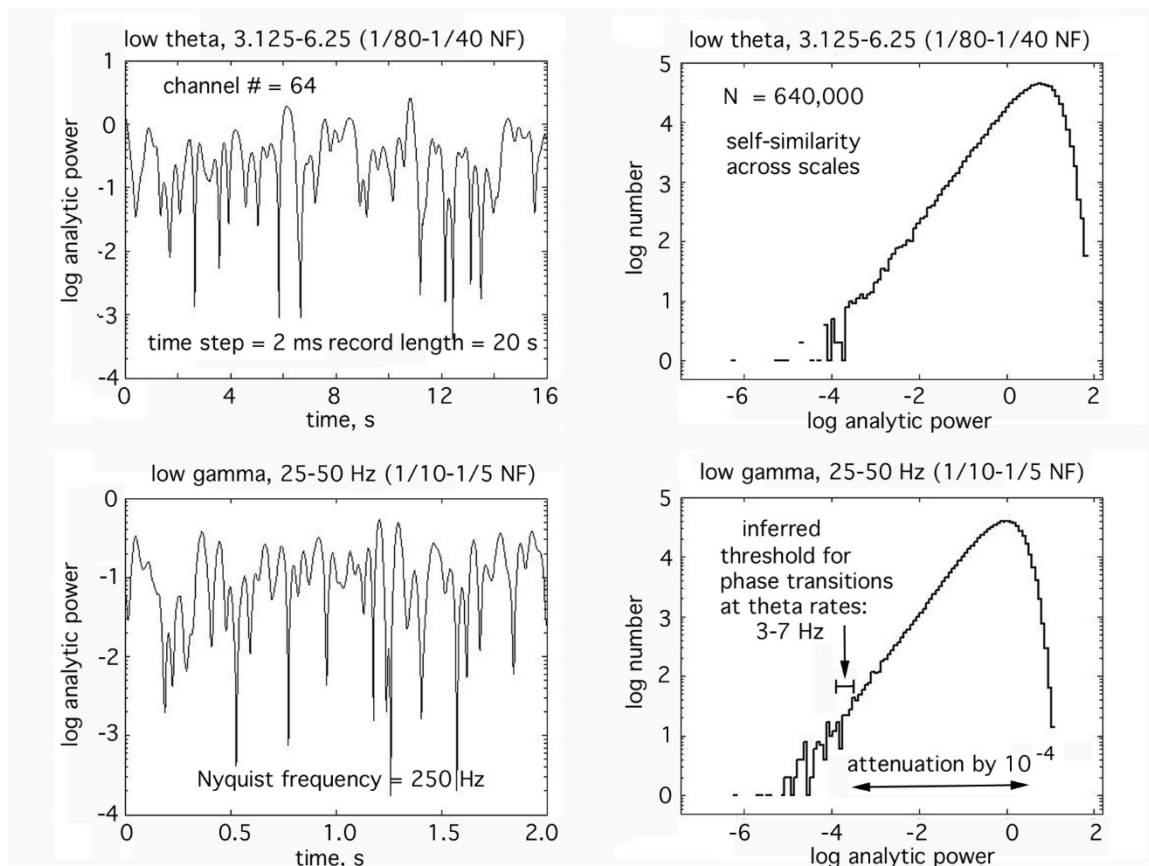 low theta, 3.125-6.25 (1/80-1/40 NF)
channel # = 64
1
0
-1
-2
-3
-4
log analytic power
time step = 2 ms record length = 20 s
0 4 8 12 16
time, s
low theta, 3.125-6.25 (1/80-1/40 NF)
N = 640,000
self-similarity
across scales
5
4
3
2
1
0
log number
-6 -4 -2 0 2
log analytic power
low gamma, 25-50 Hz (1/10-1/5 NF)
0
-1
-2
-3
-4
log analytic power
Nyquist frequency = 250 Hz
0 0.5 1.0 1.5 2.0
time, s
low gamma, 25-50 Hz (1/10-1/5 NF)
inferred
threshold for
phase transitions
at theta rates:
3-7 Hz
attenuation by 10 -4
5
4
3
2
1
0
log number
-6 -4 -2 0 2
log analytic power